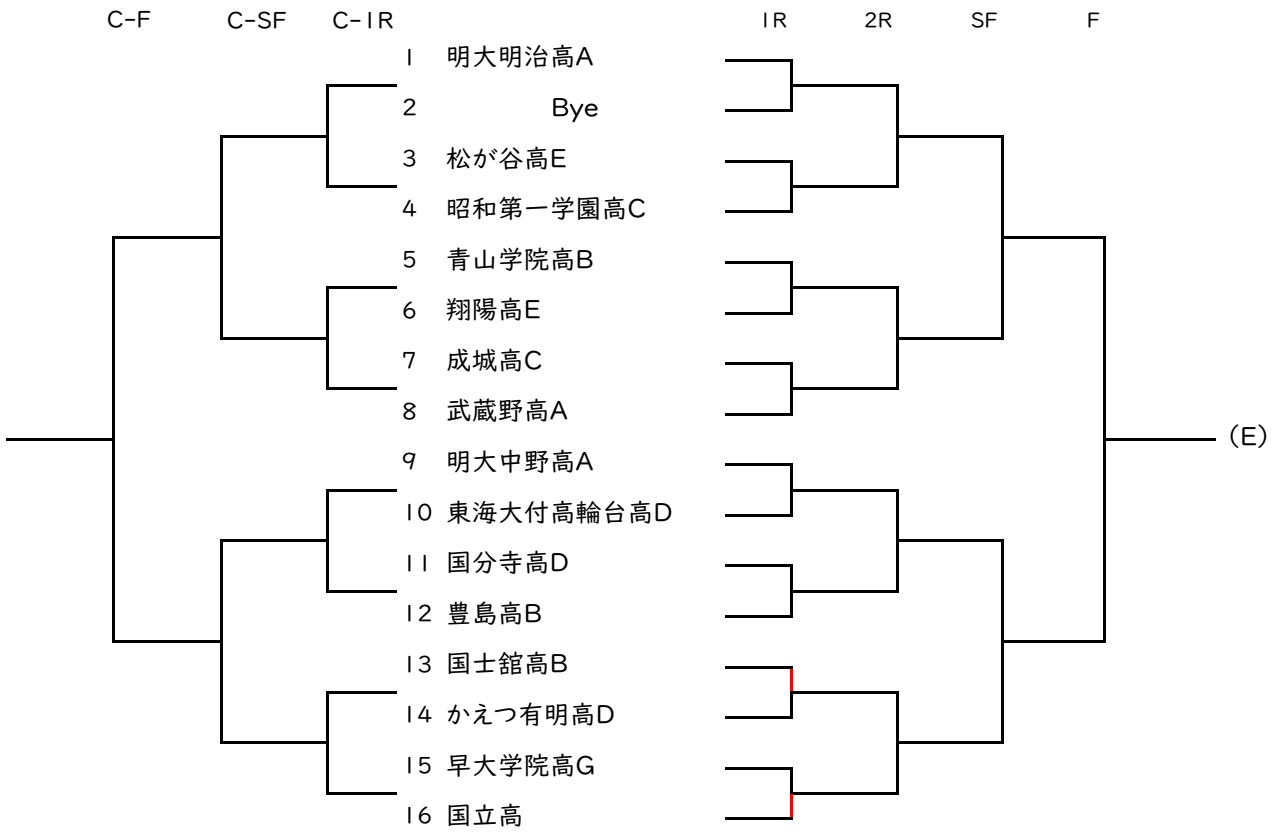 C-F C-SF C-1R 1R 2R SF F
1 明大明治高A
2 Bye
3 松が谷高E
4 昭和第一学園高C
5 青山学院高B
6 翔陽高E
7 成城高C
8 武蔵野高A
(E)
9 明大中野高A
10 東海大付高輪台高D
11 国分寺高D
12 豊島高B
13 国士舘高B
14 かえつ有明高D
15 早大学院高G
16 国立高